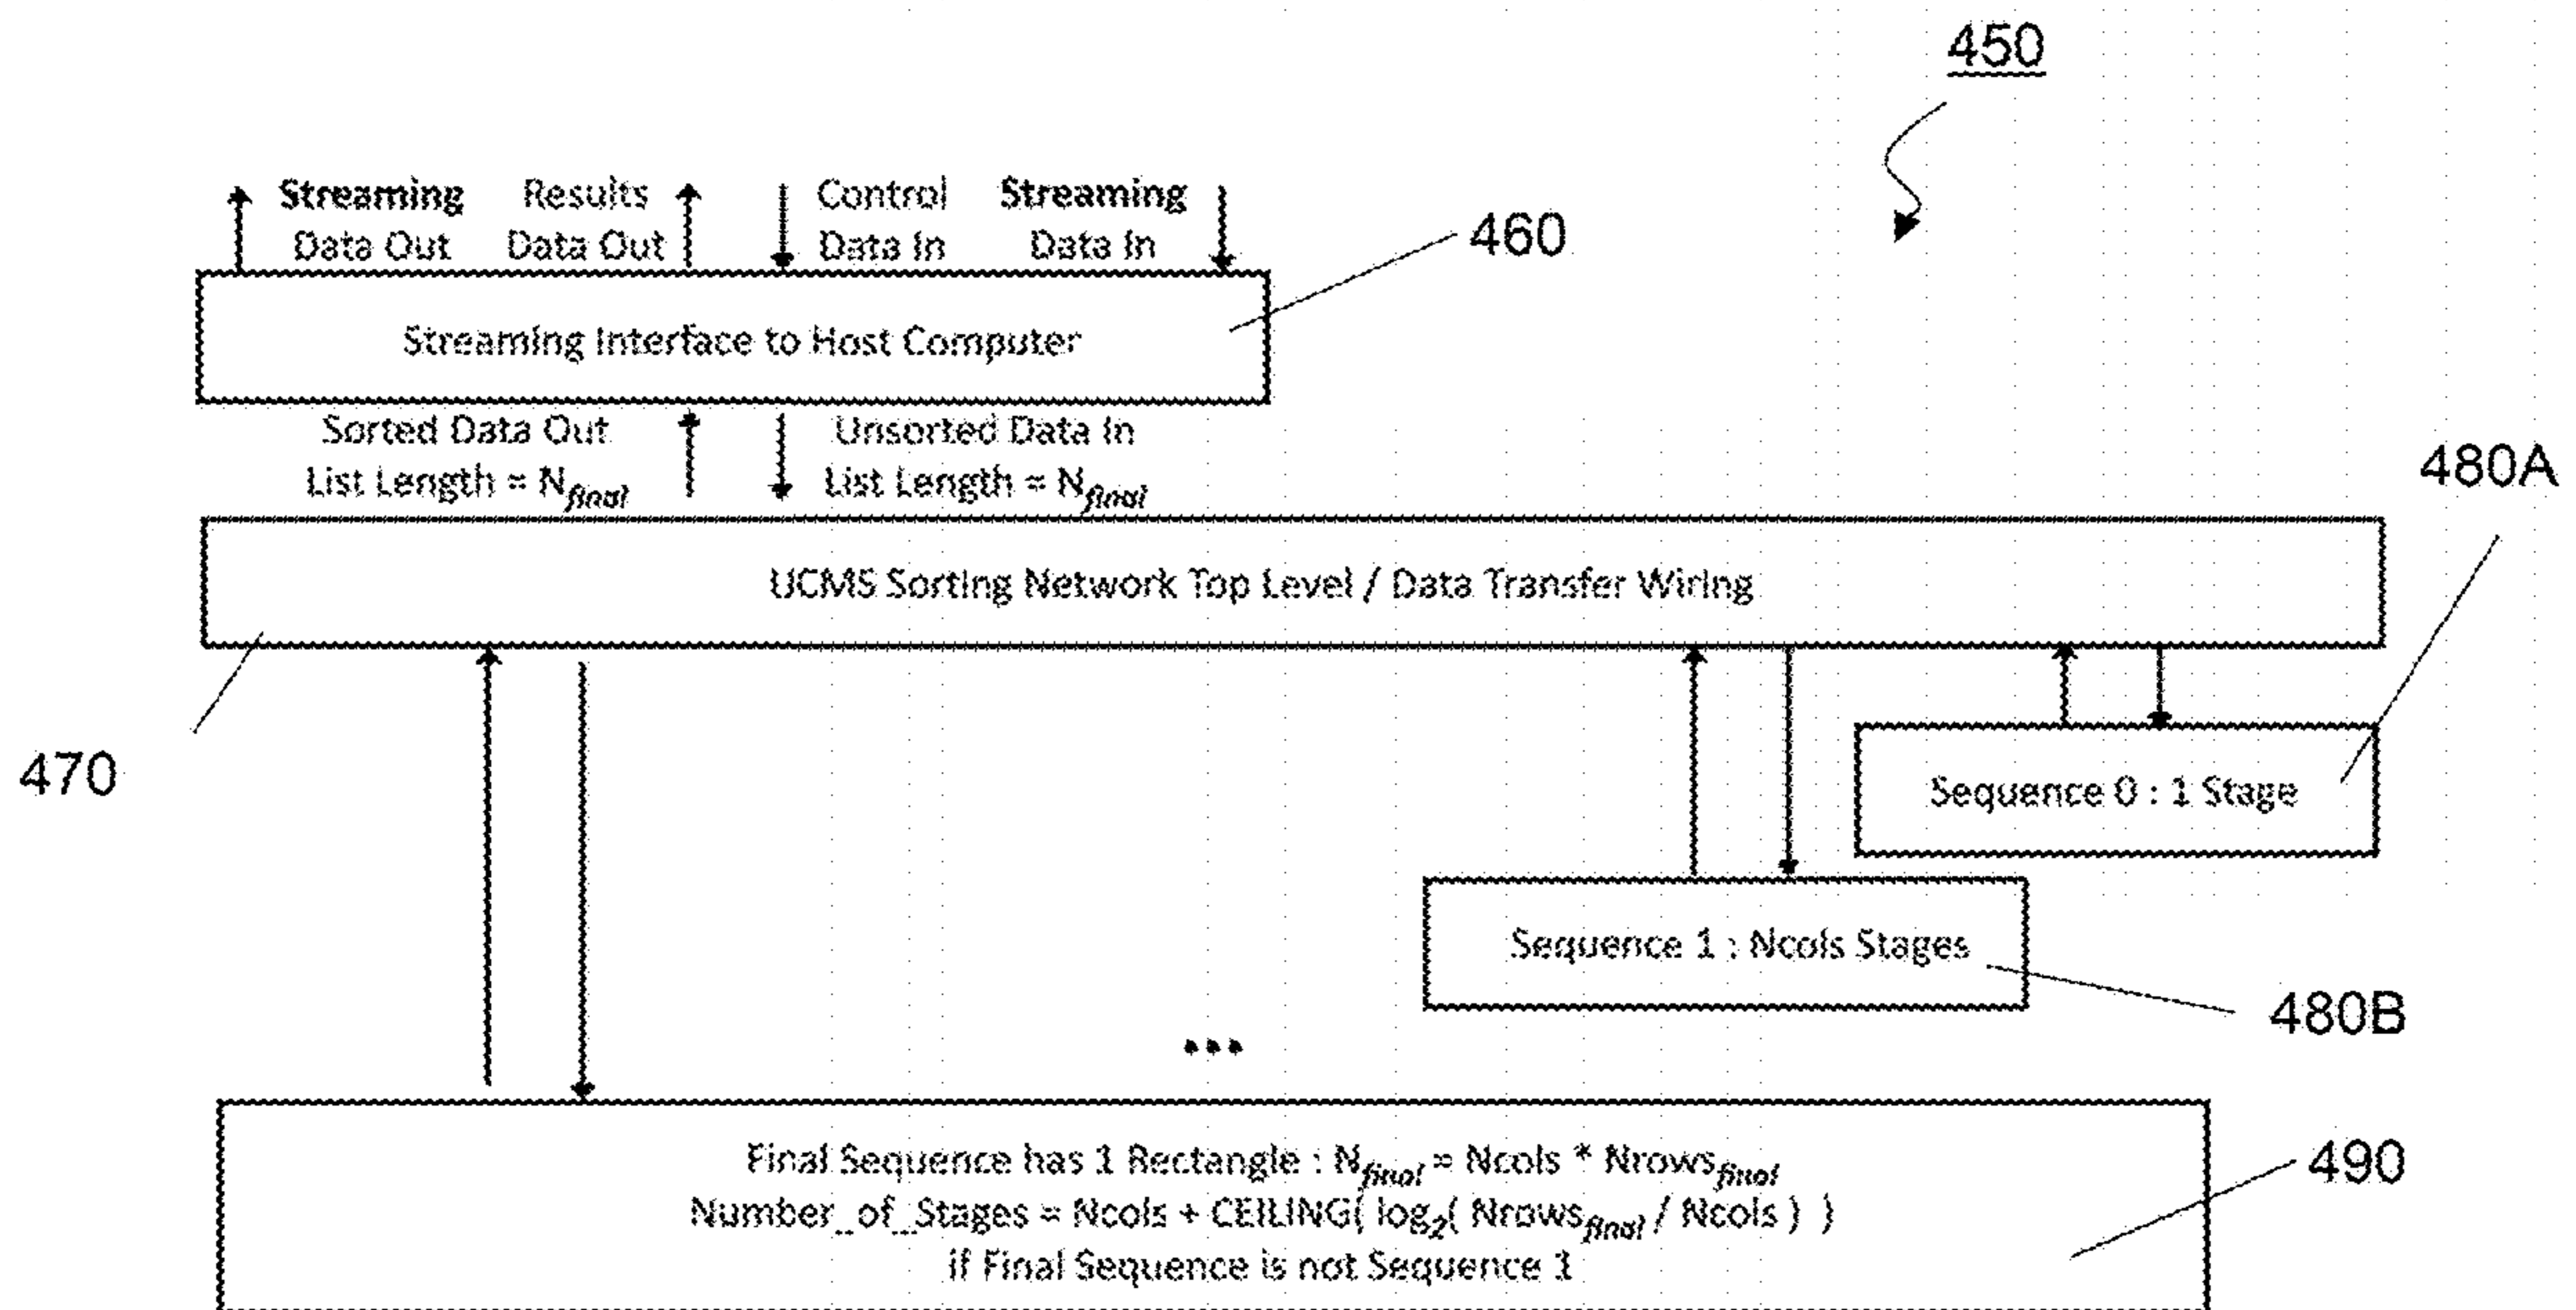 450
Streaming Data Out
Results Data Out
Control Data In
Streaming Data In
460
Streaming Interface to Host Computer
Sorted Data Out
List Length = Nfinal
Unsorted Data In
List Length = Nfinal
480A
UCMS Sorting Network Top Level / Data Transfer Wiring
470
Sequence 0 : 1 Stage
Sequence 1 : Ncols Stages
480B
...
Final Sequence has 1 Rectangle : Nfinal = Ncols * Nrowsfinal
Number_of_Stages = Ncols + CEILING( log2( Nrowsfinal / Ncols ) )
if Final Sequence is not Sequence 1
490